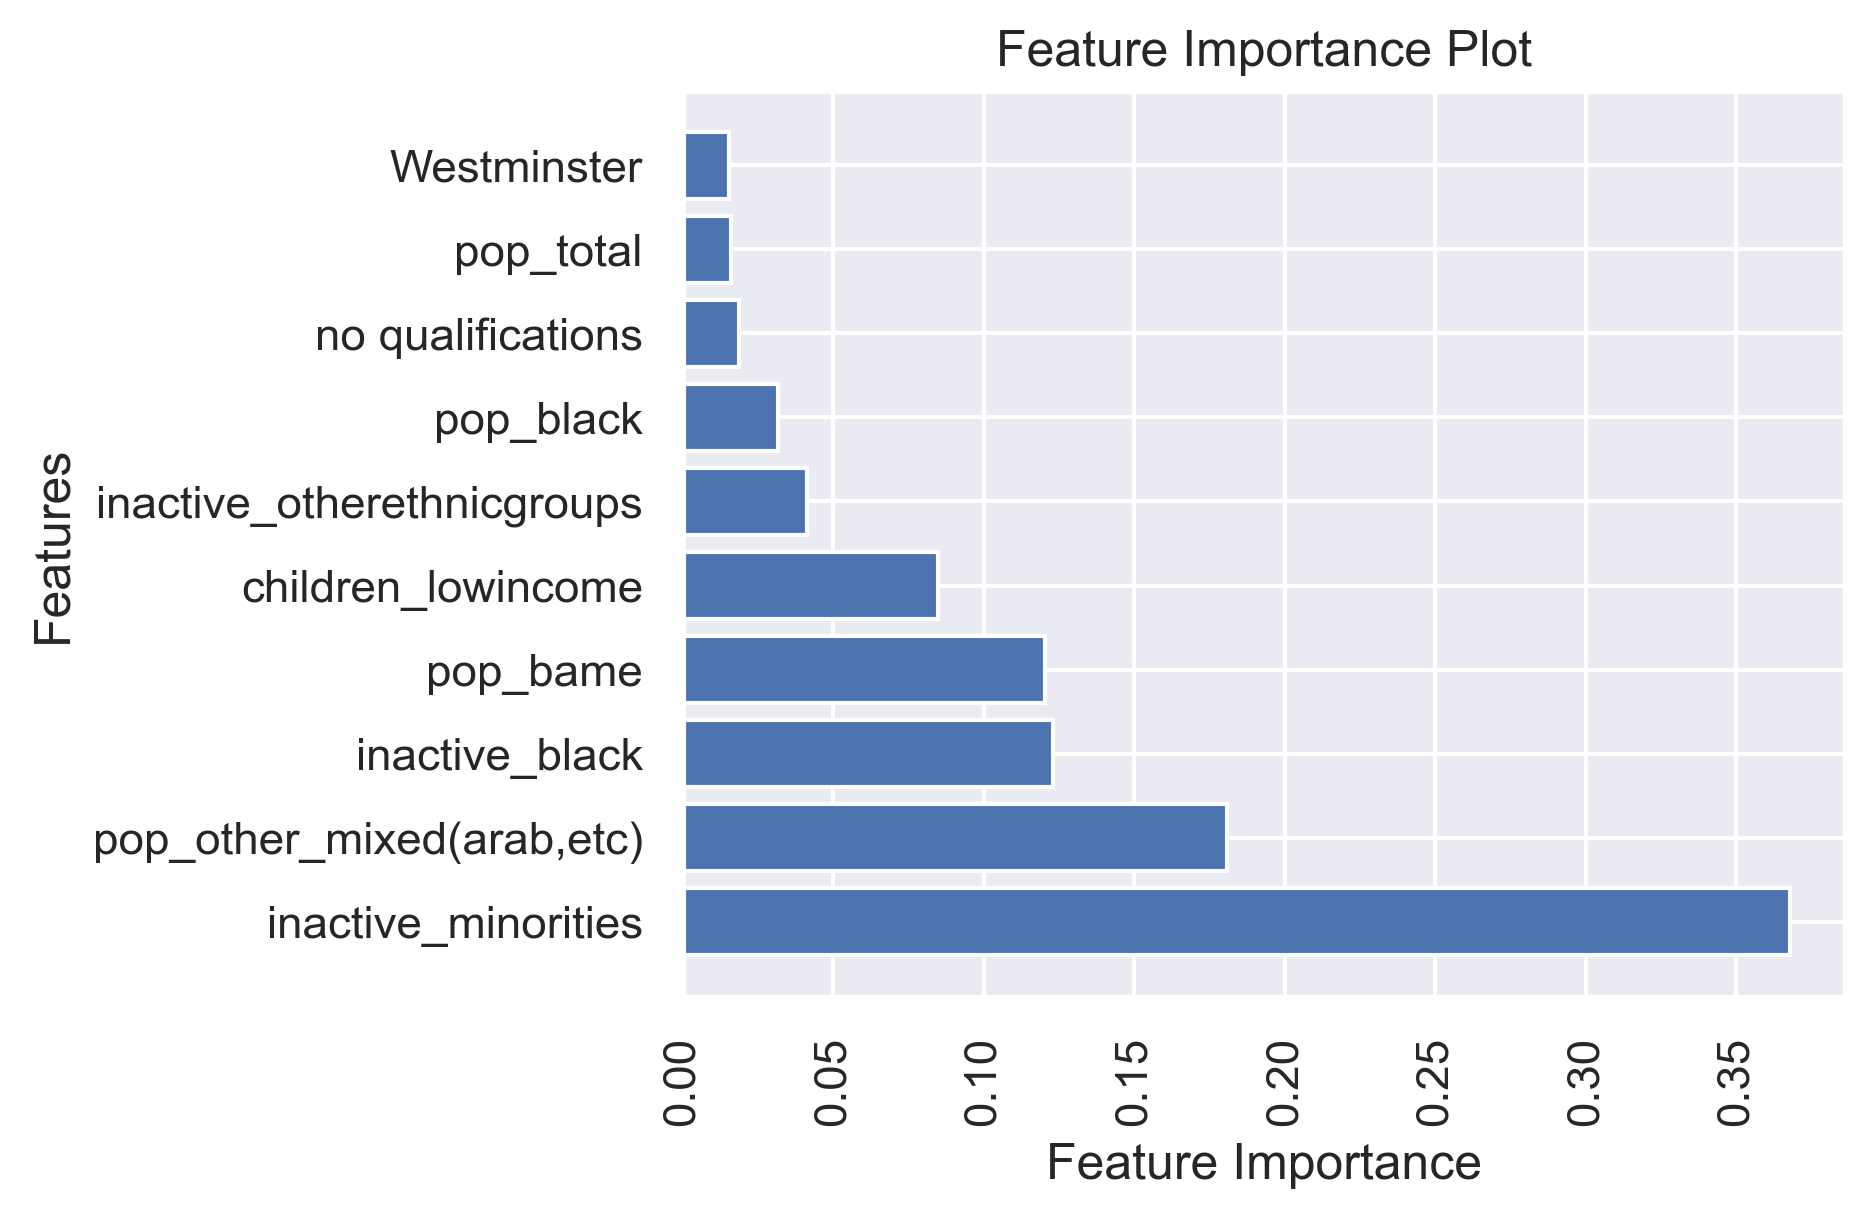 Feature Importance Plot
Westminster
pop_total
no qualifications
pop_black
inactive_otherethnicgroups
children_lowincome
pop_bame
inactive_black
pop_other_mixed(arab,etc)
inactive_minorities
Features
0.00 0.05 0.10 0.15 0.20 0.25 0.30 0.35
Feature Importance